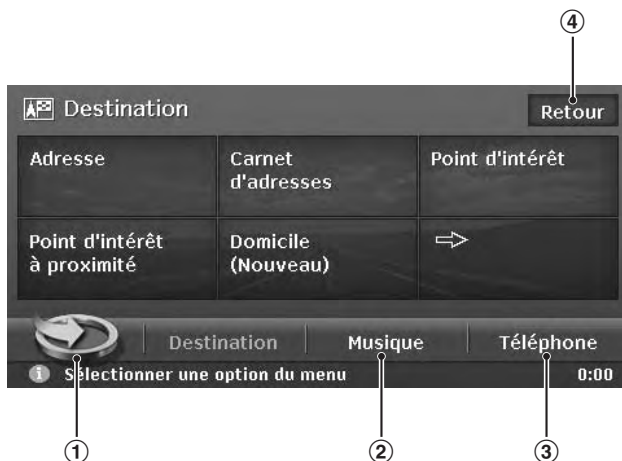 ④
Destination
Retour
Adresse
Carnet
d'adresses
Point d'intérêt
Point d'intérêt
à proximité
Domicile
(Nouveau)
Destination
Musique
Téléphone
Sélectionner une option du menu
0:00
①
②
③